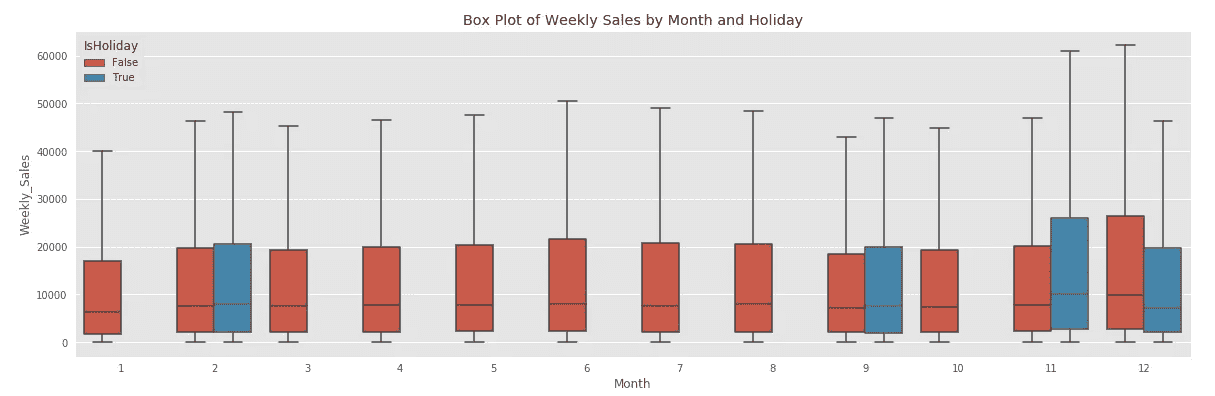 Box Plot of Weekly Sales by Month and Holiday
IsHoliday
False
True
60000
50000
40000
30000
20000
10000
0
Weekly_Sales
1 2 3 4 5 6 7 8 9 10 11 12
Month